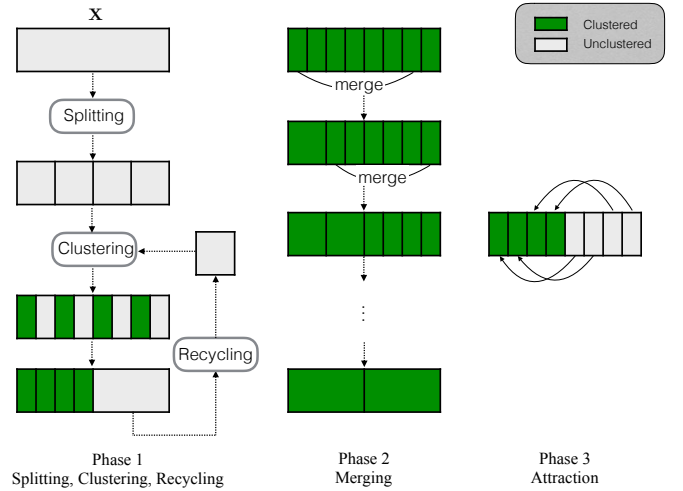 X
Clustered
Unclustered
Splitting
merge
merge
Clustering
Recycling
Phase 1
Splitting, Clustering, Recycling
Phase 2
Merging
Phase 3
Attraction